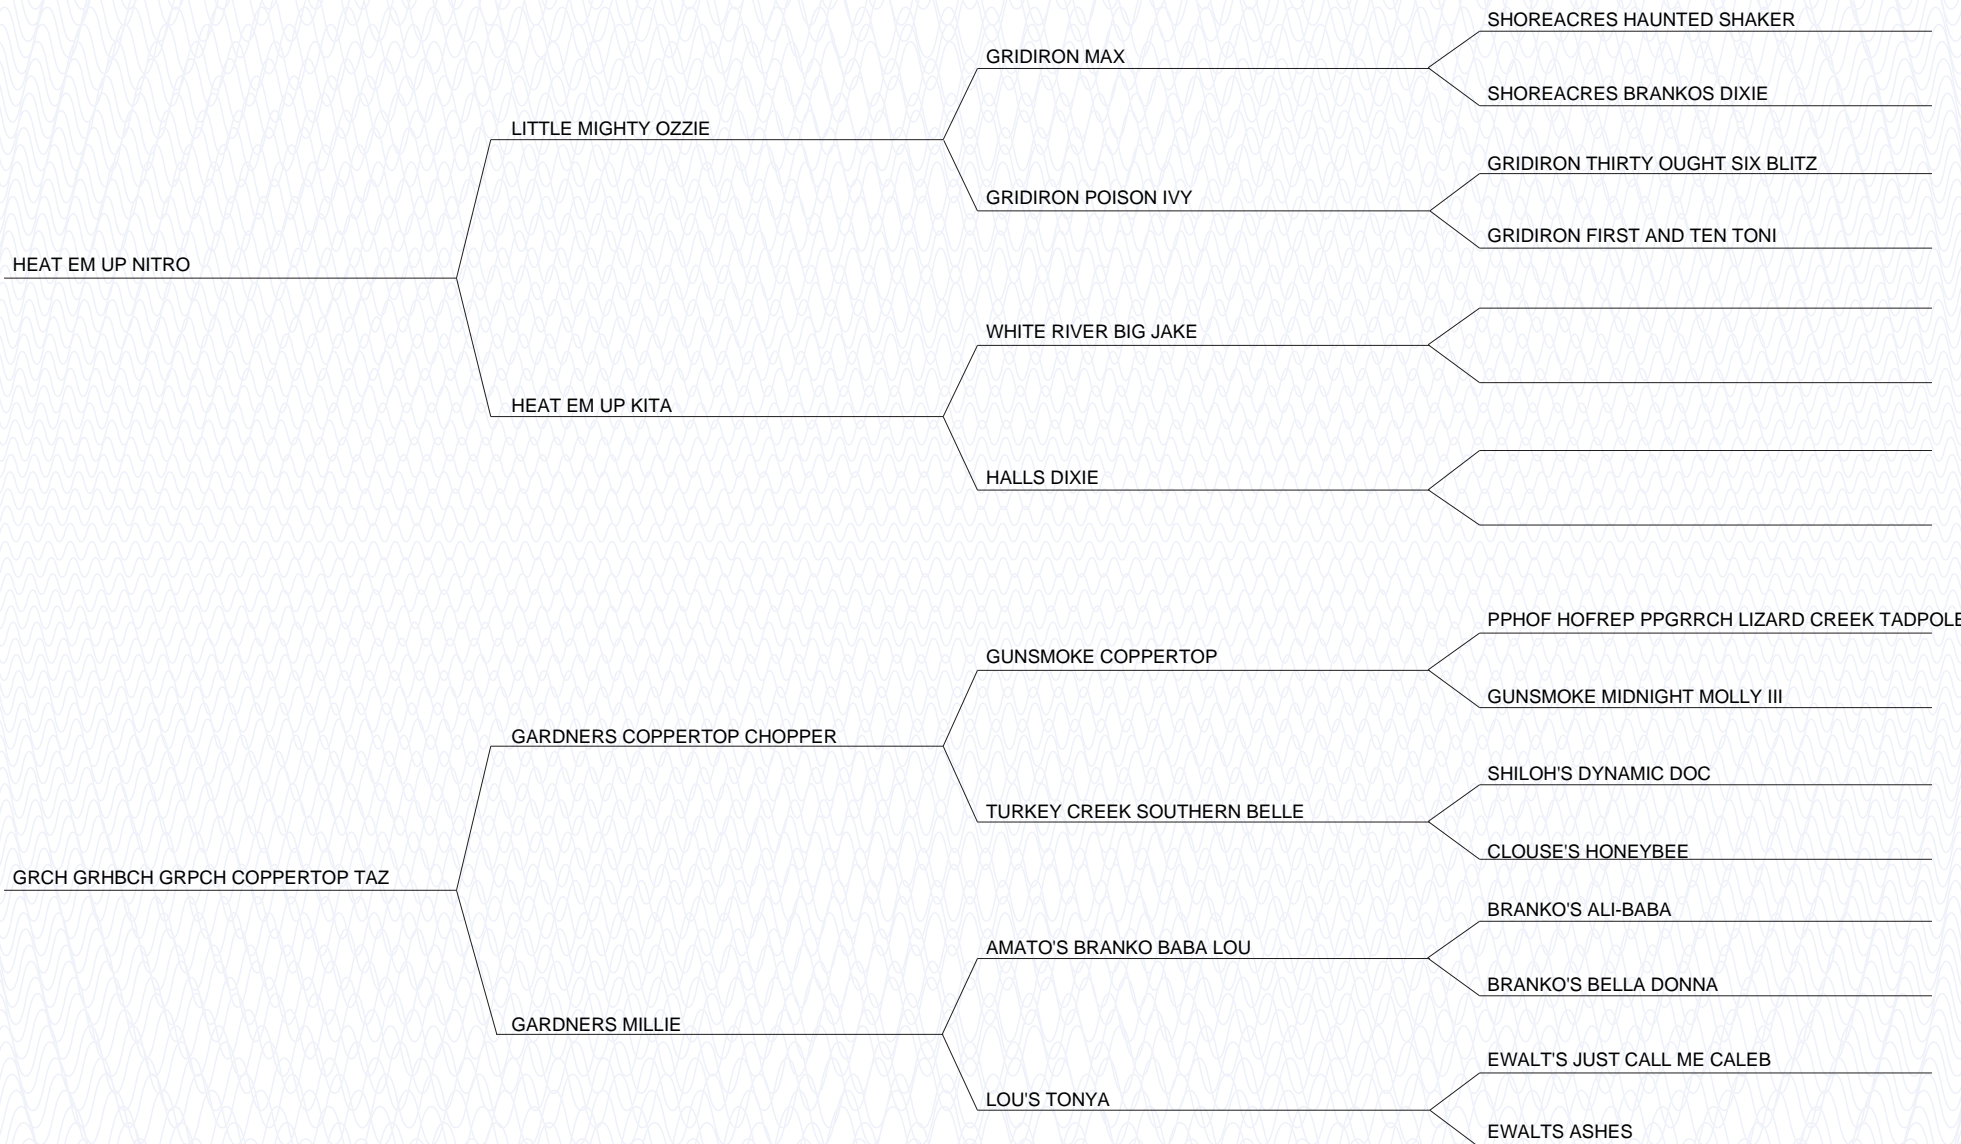 SHOREACRES HAUNTED SHAKER
GRIDIRON MAX
SHOREACRES BRANKOS DIXIE
LITTLE MIGHTY OZZIE
GRIDIRON THIRTY OUGHT SIX BLITZ
GRIDIRON POISON IVY
GRIDIRON FIRST AND TEN TONI
HEAT EM UP NITRO
WHITE RIVER BIG JAKE
HEAT EM UP KITA
HALLS DIXIE
PPHOF HOFREP PPGRRCH LIZARD CREEK TADPOLE
GUNSMOKE COPPERTOP
GUNSMOKE MIDNIGHT MOLLY III
GARDNERS COPPERTOP CHOPPER
SHILOH'S DYNAMIC DOC
TURKEY CREEK SOUTHERN BELLE
CLOUSE'S HONEYBEE
GRCH GRHBCH GRPCH COPPERTOP TAZ
BRANKO'S ALI-BABA
AMATO'S BRANKO BABA LOU
BRANKO'S BELLA DONNA
GARDNERS MILLIE
EWALT'S JUST CALL ME CALEB
LOU'S TONYA
EWALTS ASHES